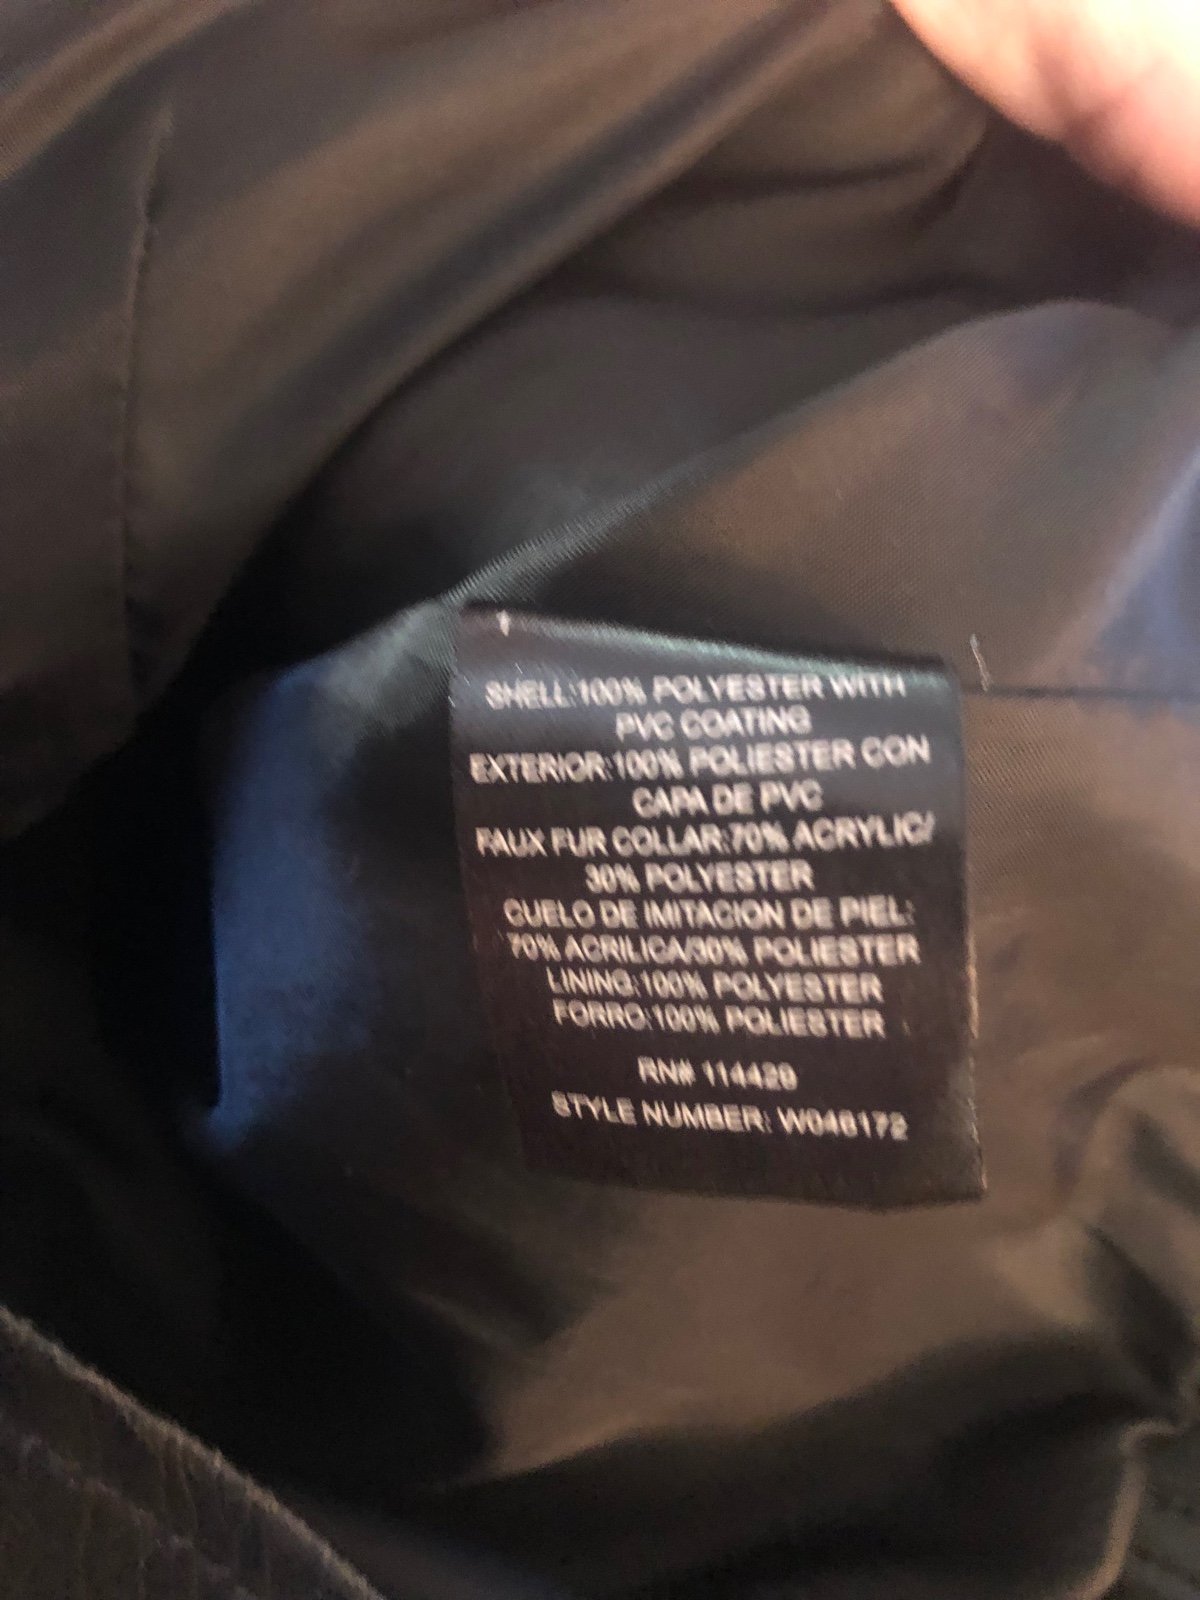 SHELL:100% POLYESTER WITH
PVC COATING
EXTERIOR:100% POLIESTER CON
CAPA DE PVC
FAUX FUR COLLAR:70% ACRYLIC/
30% POLYESTER
CUELO DE IMITACION DE PIEL:
70% ACRILICA/30% POLIESTER
LINING:100% POLYESTER
FORRO:100% POLIESTER
RN# 114429
STYLE NUMBER: W046172